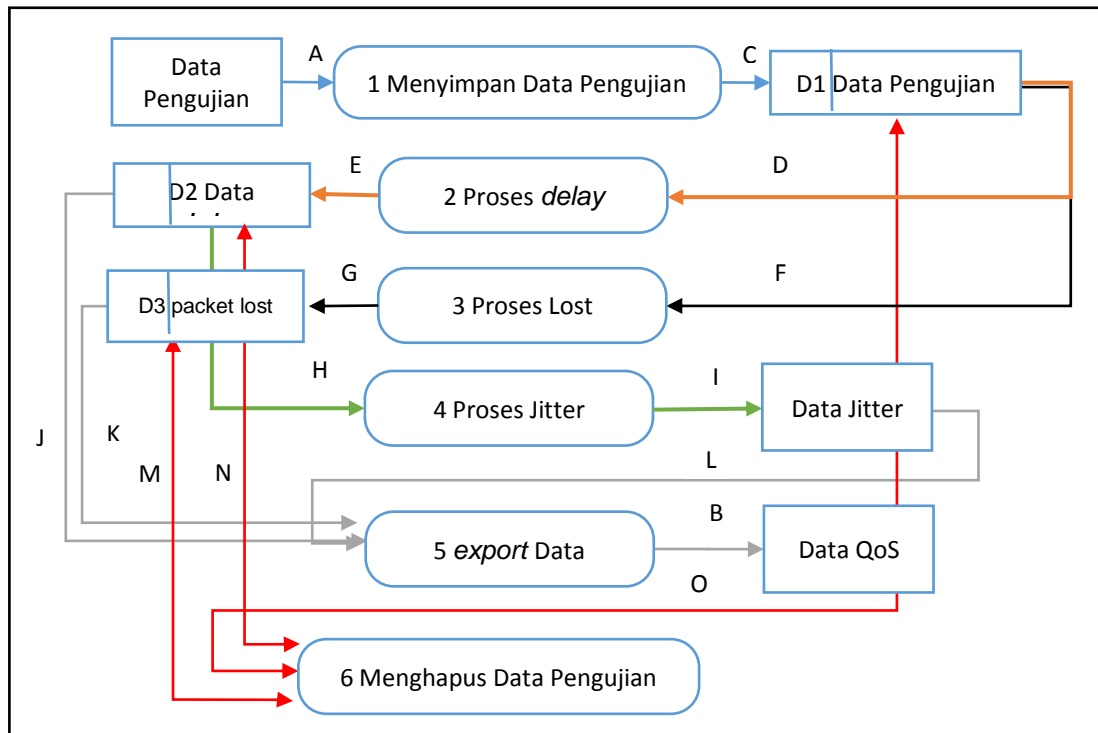 A
C
Data
Pengujian
1 Menyimpan Data Pengujian
D1 Data Pengujian
E
D
D2 Data
2 Proses delay
G
F
D3 packet lost
3 Proses Lost
H
I
4 Proses Jitter
Data Jitter
J
K
M
N
L
B
5 export Data
Data QoS
O
6 Menghapus Data Pengujian